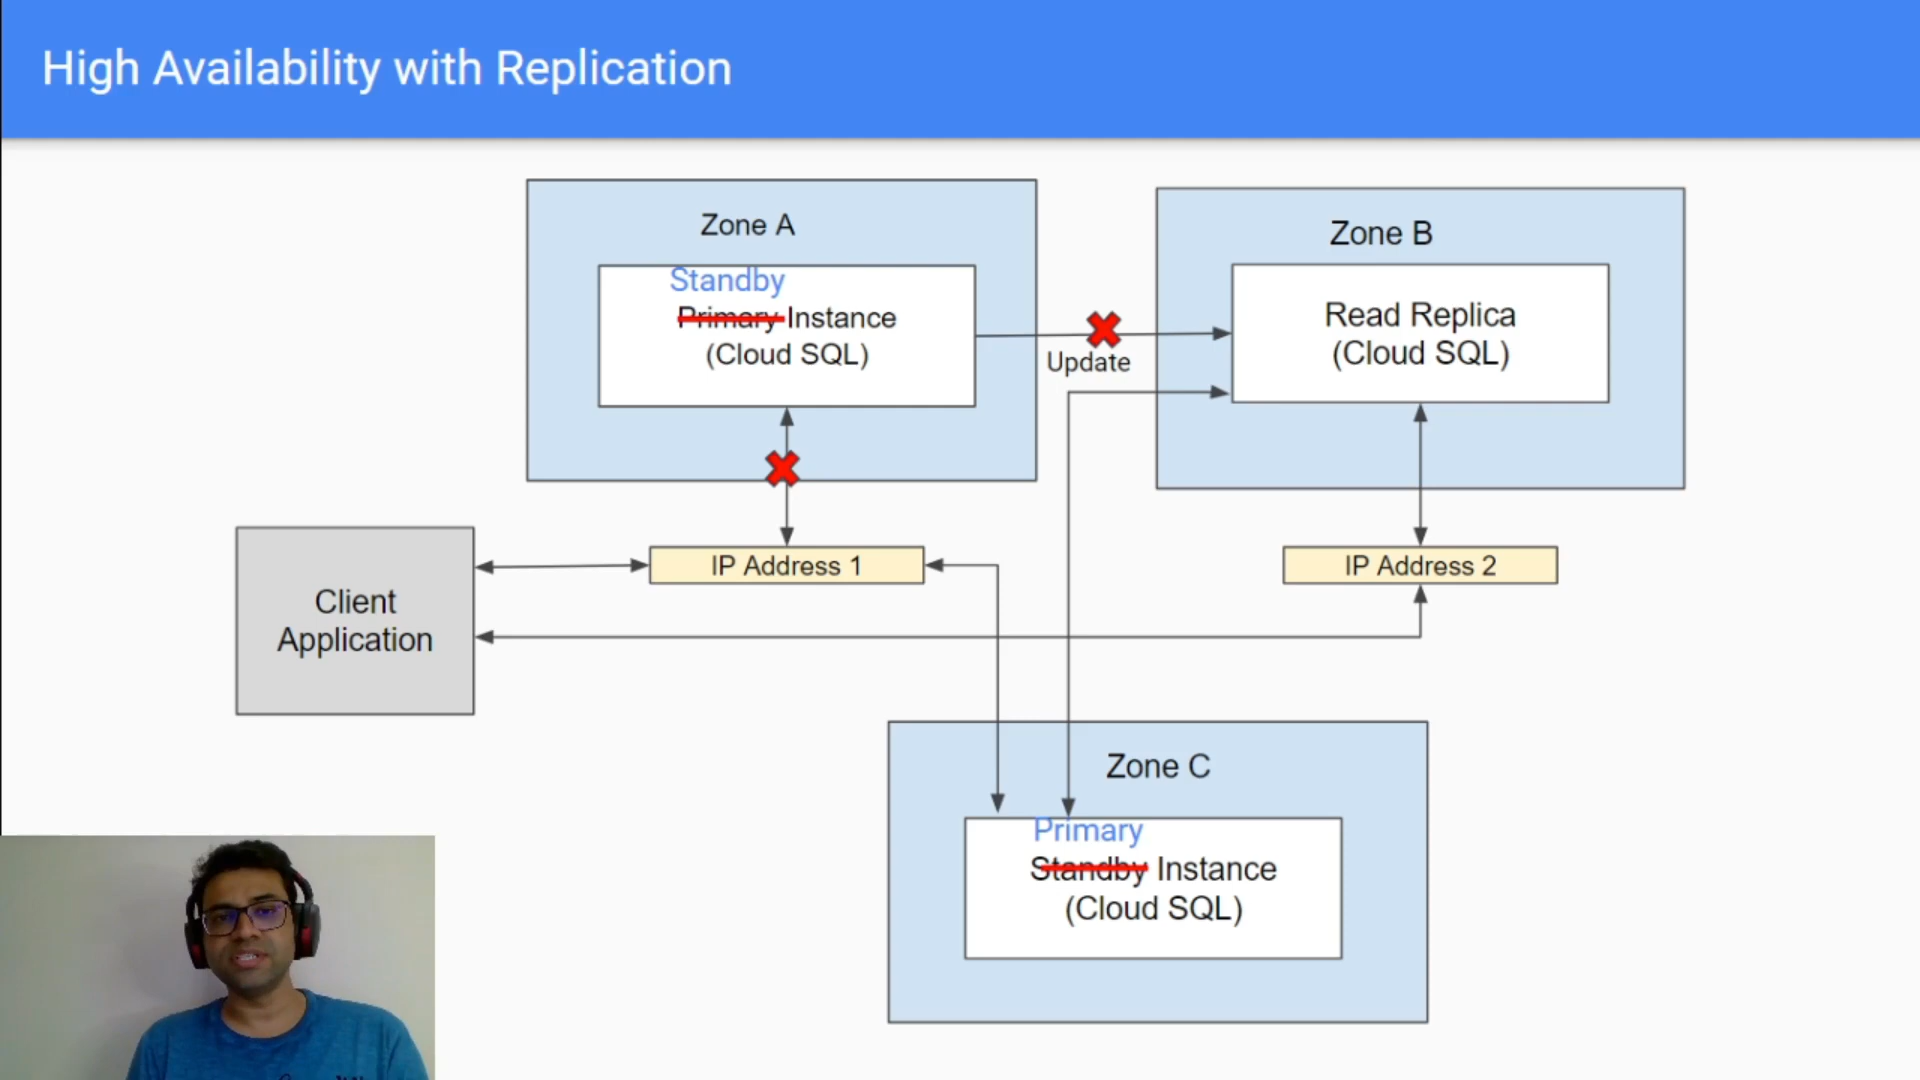 High Availability with Replication
Zone A
Standby
Primary Instance
(Cloud SQL)
Update
Zone B
Read Replica
(Cloud SQL)
Client
Application
IP Address 1
IP Address 2
Zone C
Primary
Standby Instance
(Cloud SQL)